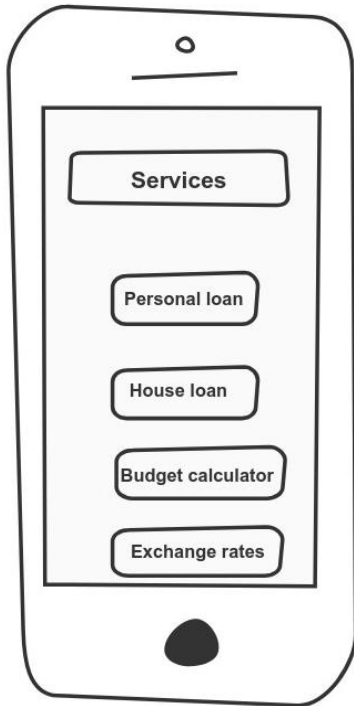 Services
Personal loan
House loan
Budget calculator
Exchange rates